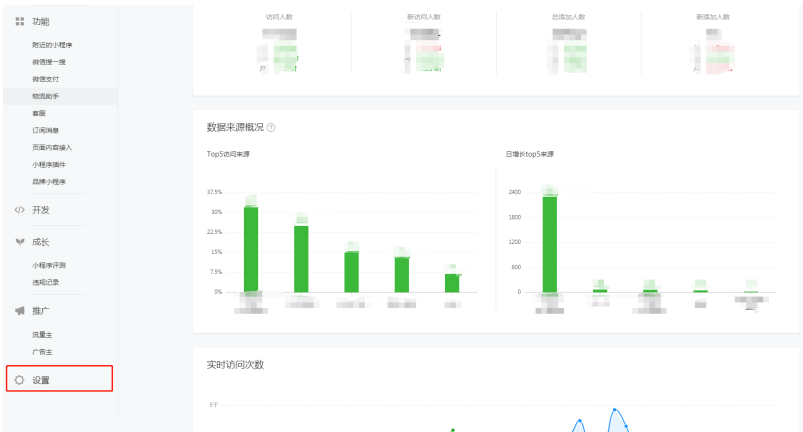 功能
附近的小程序
微信搜一搜
微信支付
物流助手
客服
订阅消息
页面内容接入
小程序插件
品牌小程序
</> 开发
成长
小程序评测
违规记录
推广
流量主
广告主
设置
访问人数
新访问人数
总添加人数
新添加人数
数据来源概况 ?
Top5访问来源
37.5%
30%
22.5%
15%
7.5%
0%
日增长top5来源
2400
1800
1200
600
0
实时访问次数
8千